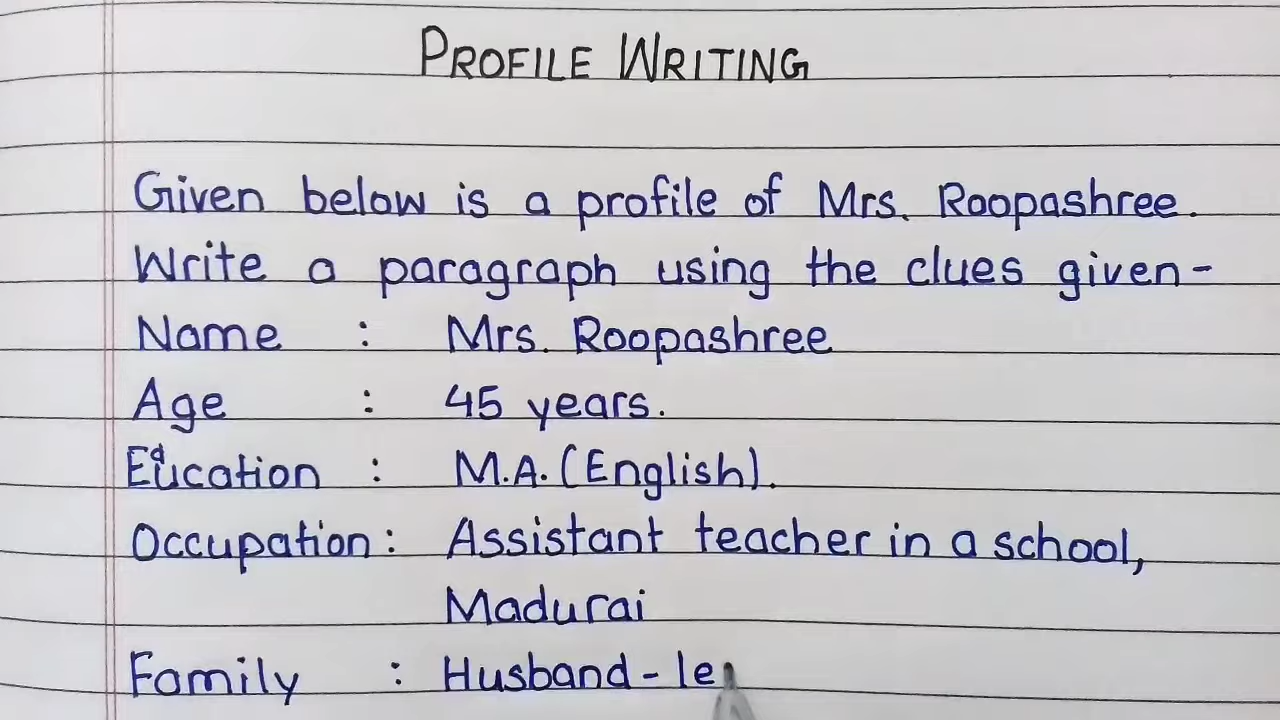 PROFILE WRITING
Given below is a profile of Mrs. Roopashree.
Write a paragraph using the clues given-
Name : Mrs. Roopashree
Age : 45 years.
Education : M.A. (English).
Occupation : Assistant teacher in a school,
Madurai
Family : Husband - le